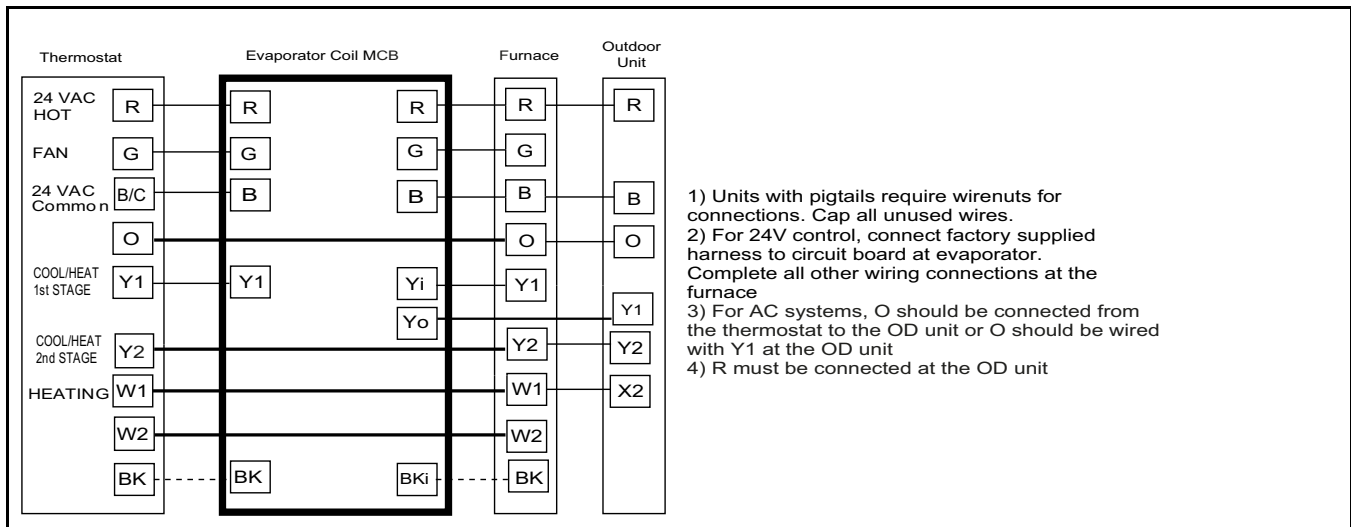 Thermostat Evaporator Coil MCB Furnace Outdoor
Unit
24 VAC
HOT R R R R R
FAN G G G G
24 VAC
Common B/C B B B B
O O O
COOL/HEAT
1st STAGE Y1 Y1 Yi Y1
Yo Y1
COOL/HEAT
2nd STAGE Y2 Y2 Y2
HEATING W1 W1 X2
W2 W2
BK BK BKi BK
1) Units with pigtails require wirenuts for
connections. Cap all unused wires.
2) For 24V control, connect factory supplied
harness to circuit board at evaporator.
Complete all other wiring connections at the
furnace
3) For AC systems, O should be connected from
the thermostat to the OD unit or O should be wired
with Y1 at the OD unit
4) R must be connected at the OD unit